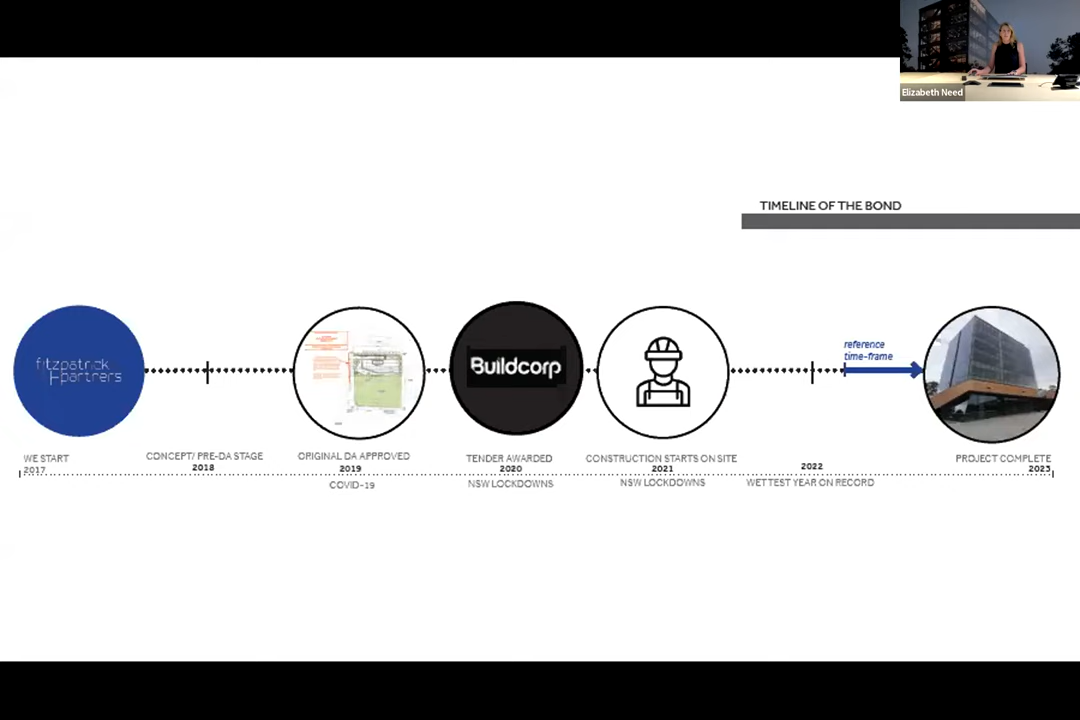 Elizabeth Need
TIMELINE OF THE BOND
fitzpatrick
+partners
Buildcorp
reference
time-frame
WE START
2017
CONCEPT/ PRE-DA STAGE
2018
ORIGINAL DA APPROVED
2019
COVID-19
TENDER AWARDED
2020
NSW LOCKDOWNS
CONSTRUCTION STARTS ON SITE
2021
NSW LOCKDOWNS
2022
WETTEST YEAR ON RECORD
PROJECT COMPLETE
2023